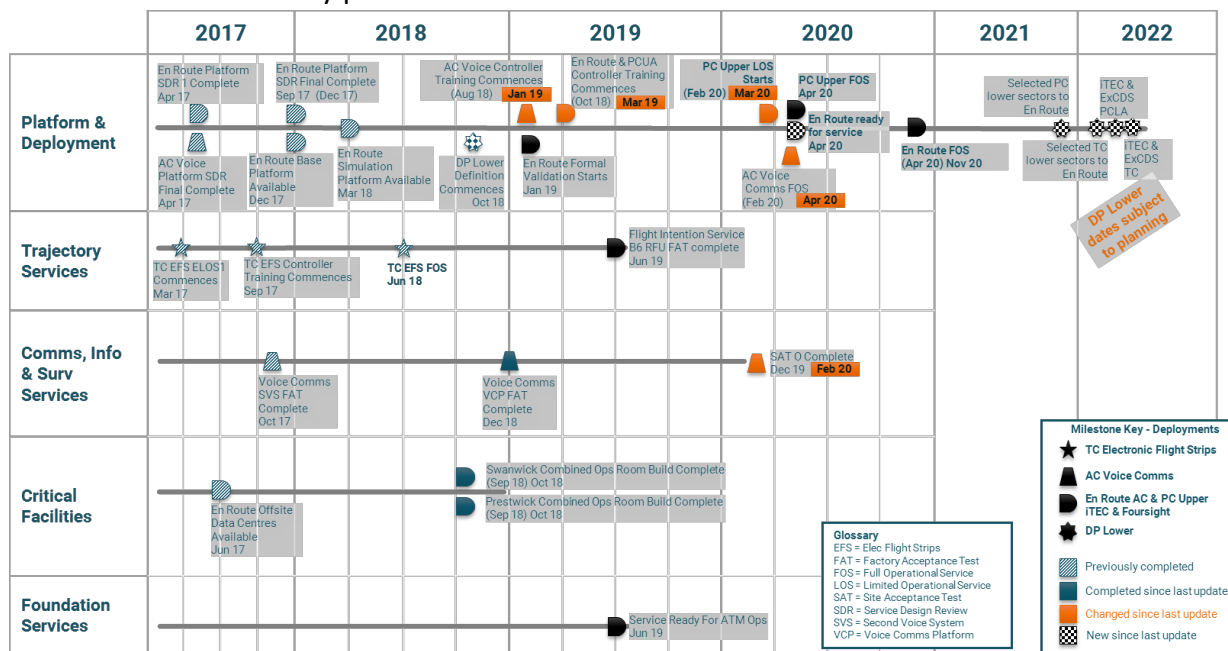 2017
2018
2019
2020
2021
2022
Platform &
Deployment
En Route Platform
SDR 1 Complete
Apr 17
En Route Platform
SDR Final Complete
Sep 17 (Dec 17)
AC Voice Controller
Training Commences
(Aug 18) Jan 19
En Route & PCUA
Controller Training
Commences
(Oct 18) Mar 19
PC Upper LOS
Starts
(Feb 20) Mar 20
PC Upper FOS
Apr 20
En Route ready
for service
Apr 20
En Route FOS
(Apr 20) Nov 20
Selected PC
lower sectors to
En Route
iTEC &
ExCDS
PCLA
AC Voice
Platform SDR
Final Complete
Apr 17
En Route Base
Platform
Available
Dec 17
En Route
Simulation
Platform Available
Mar 18
DP Lower
Definition
Commences
Oct 18
En Route Formal
Validation Starts
Jan 19
AC Voice
Comms FOS
(Feb 20) Apr 20
Selected TC
lower sectors to
En Route
iTEC &
ExCDS
TC
DP Lower
dates subject
to planning
Trajectory
Services
TC EFS ELOS1
Commences
Mar 17
TC EFS Controller
Training Commences
Sep 17
TC EFS FOS
Jun 18
Flight Intention Service
B6 RFU FAT complete
Jun 19
Comms, Info
& Surv
Services
Voice Comms
SVS FAT
Complete
Oct 17
Voice Comms
VCP FAT
Complete
Dec 18
SAT O Complete
Dec 19 Feb 20
Critical
Facilities
En Route Offsite
Data Centres
Available
Jun 17
Swanwick Combined Ops Room Build Complete
(Sep 18) Oct 18
Prestwick Combined Ops Room Build Complete
(Sep 18) Oct 18
Foundation
Services
Service Ready For ATM Ops
Jun 19
Glossary
EFS = Elec Flight Strips
FAT = Factory Acceptance Test
FOS = Full Operational Service
LOS = Limited Operational Service
SAT = Site Acceptance Test
SDR = Service Design Review
SVS = Second Voice System
VCP = Voice Comms Platform
Milestone Key - Deployments
TC Electronic Flight Strips
AC Voice Comms
En Route AC & PC Upper
iTEC & Foursight
DP Lower
Previously completed
Completed since last update
Changed since last update
New since last update